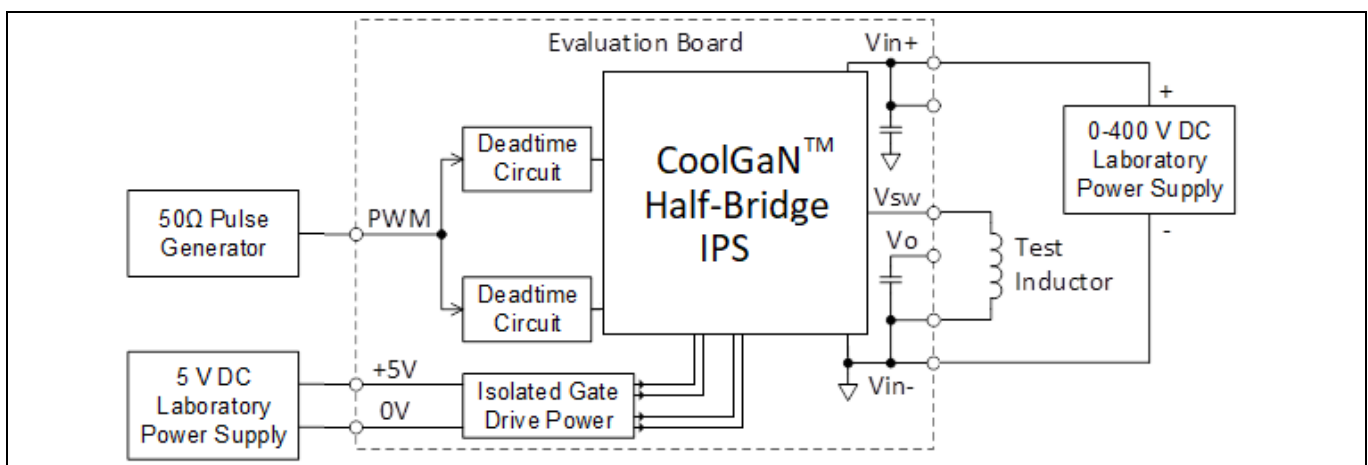 Evaluation Board
Vin+
+
Deadtime
Circuit
CoolGaN™
Half-Bridge
IPS
0-400 V DC
Laboratory
Power Supply
-
50Ω Pulse
Generator
PWM
Vsw
Vo
Test
Inductor
Deadtime
Circuit
5 V DC
Laboratory
Power Supply
+5V
0V
Isolated Gate
Drive Power
Vin-